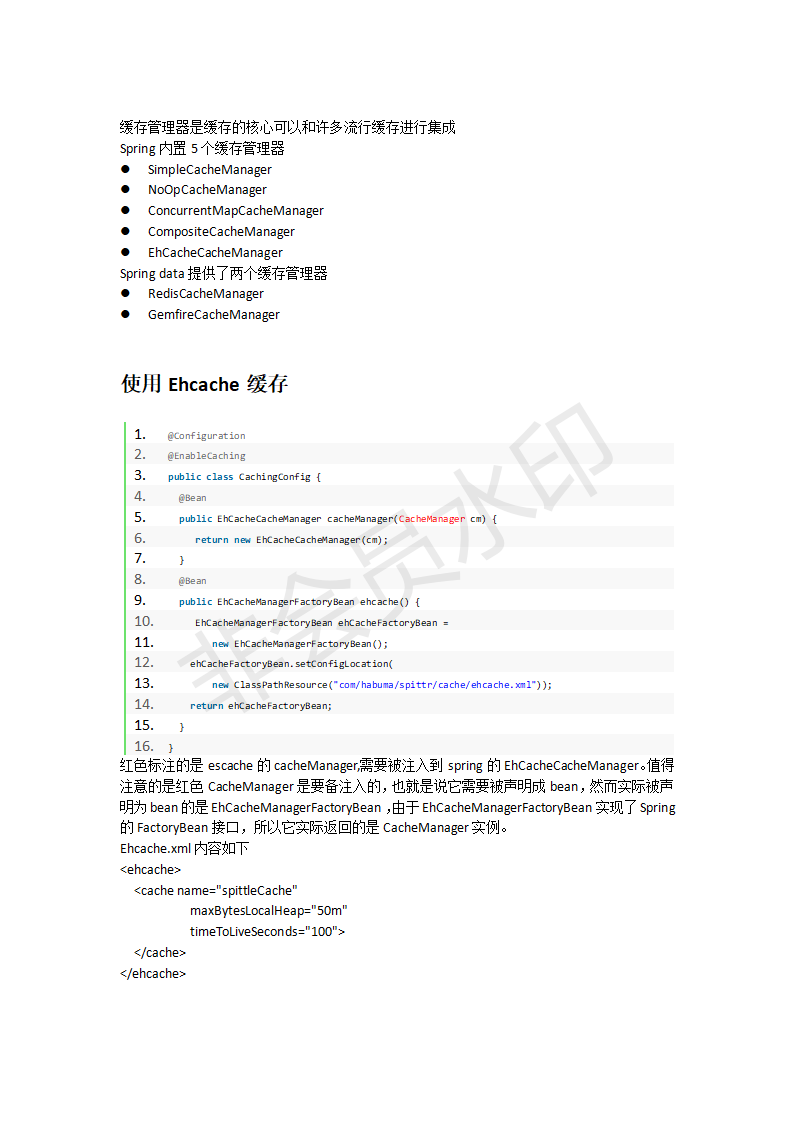 缓存管理器是缓存的核心可以和许多流行缓存进行集成
Spring 内置 5 个缓存管理器
● SimpleCacheManager
● NoOpCacheManager
● ConcurrentMapCacheManager
● CompositeCacheManager
● EhCacheCacheManager
Spring data 提供了两个缓存管理器
● RedisCacheManager
● GemfireCacheManager
使用 Ehcache 缓存
1. @Configuration
2. @EnableCaching
3. public class CachingConfig {
4. @Bean
5. public EhCacheCacheManager cacheManager(CacheManager cm) {
6. return new EhCacheCacheManager(cm);
7. }
8. @Bean
9. public EhCacheManagerFactoryBean ehcache() {
10. EhCacheManagerFactoryBean ehCacheFactoryBean =
11. new EhCacheManagerFactoryBean();
12. ehCacheFactoryBean.setConfigLocation(
13. new ClassPathResource("com/habuma/spittr/cache/ehcache.xml"));
14. return ehCacheFactoryBean;
15. }
16. }
红色标注的是 escache 的 cacheManager,需要被注入到 spring 的 EhCacheCacheManager。值得
注意的是红色 CacheManager 是要备注入的，也就是说它需要被声明成 bean，然而实际被声
明为 bean 的是 EhCacheManagerFactoryBean ，由于 EhCacheManagerFactoryBean 实现了 Spring
的 FactoryBean 接口，所以它实际返回的是 CacheManager 实例。
Ehcache.xml 内容如下
<ehcache>
<cache name="spittleCache"
maxBytesLocalHeap="50m"
timeToLiveSeconds="100">
</cache>
</ehcache>
非会员水印